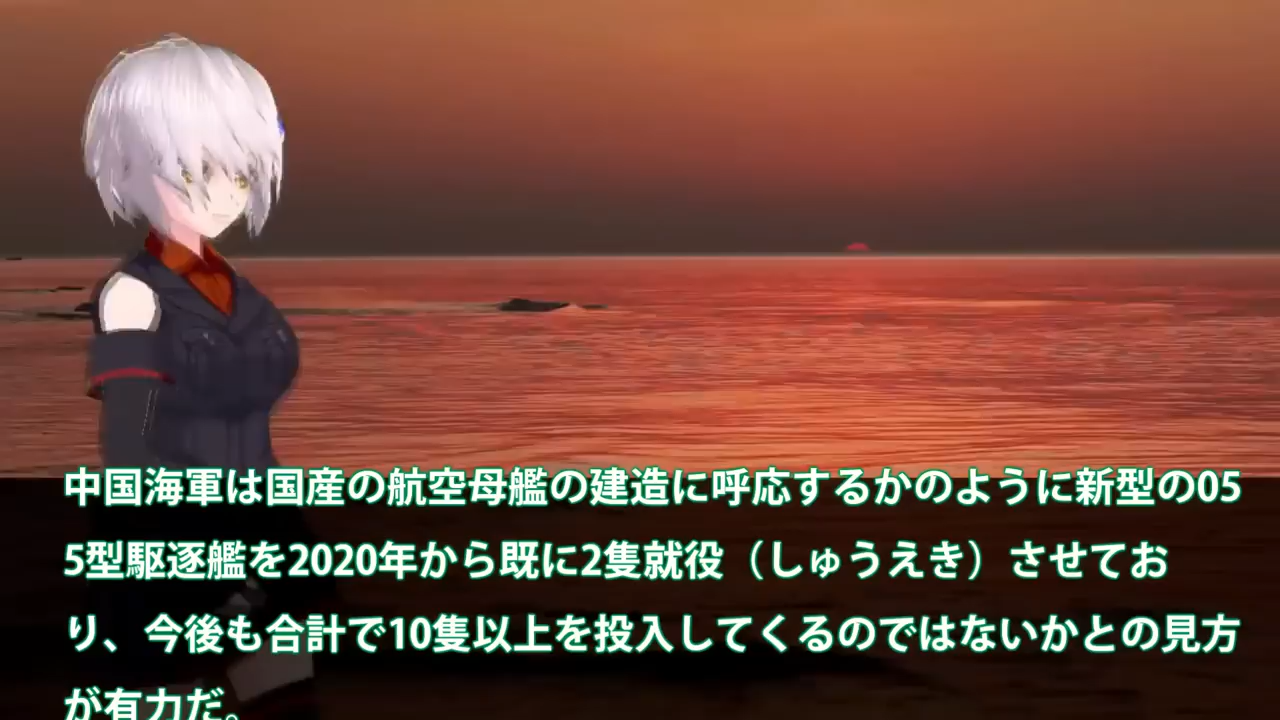 中国海軍は国産の航空母艦の建造に呼応するかのように新型の05
5型駆逐艦を2020年から既に2隻就役（しゅうえき）させてお
り、今後も合計で10隻以上を投入してくるのではないかとの見方
が有力だ。